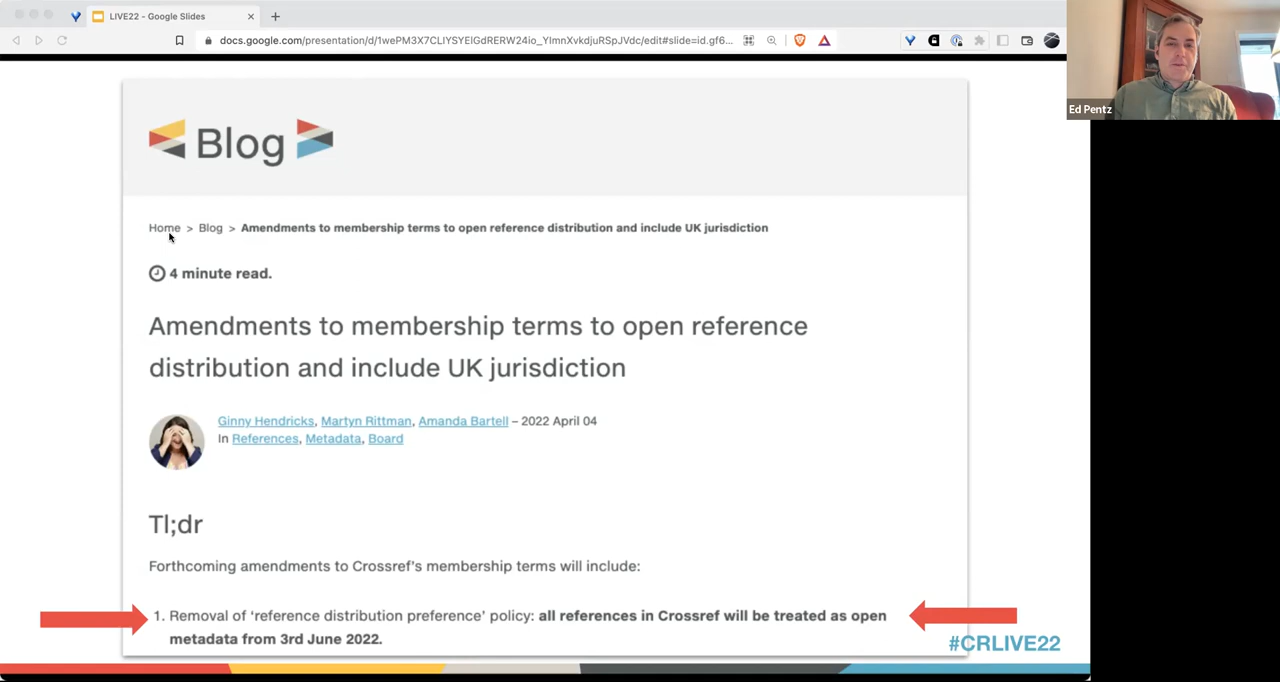 LIVE22 - Google Slides
docs.google.com/presentation/d/1wePM3X7CLIYSYEIGdRERW24io_YImnXvkdjuRSpJVdc/edit#slide=id.gf6...
Ed Pentz
Blog
Home > Blog > Amendments to membership terms to open reference distribution and include UK jurisdiction
4 minute read.
Amendments to membership terms to open reference
distribution and include UK jurisdiction
Ginny Hendricks, Martyn Rittman, Amanda Bartell – 2022 April 04
In References, Metadata, Board
Tl;dr
Forthcoming amendments to Crossref's membership terms will include:
1. Removal of 'reference distribution preference' policy: all references in Crossref will be treated as open
metadata from 3rd June 2022.
#CRLIVE22